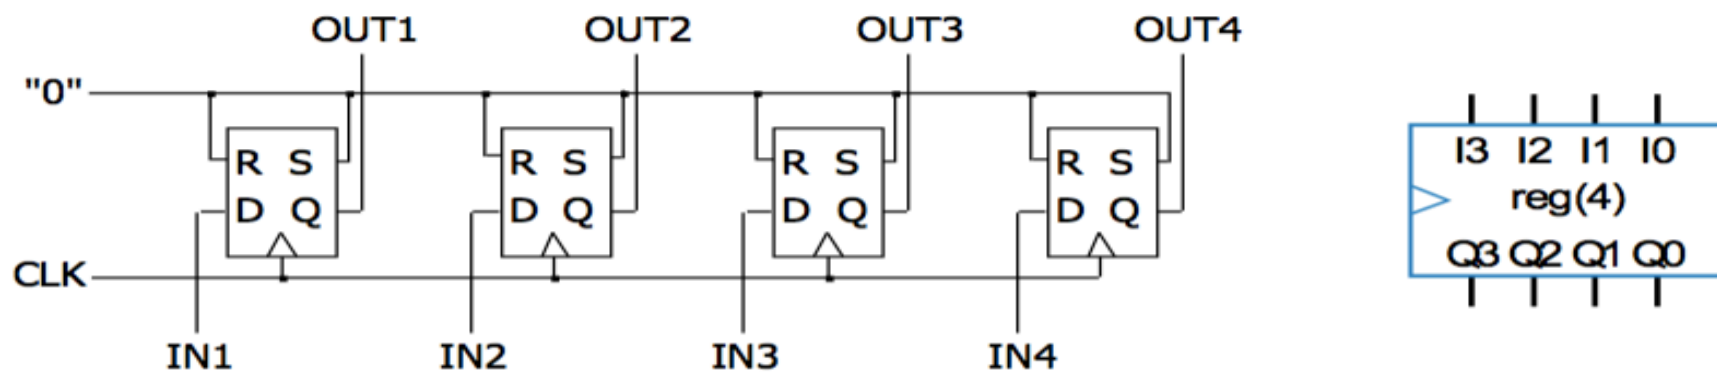 OUT1 OUT2 OUT3 OUT4
"0"
R S R S R S R S
D Q D Q D Q D Q
CLK
IN1 IN2 IN3 IN4
I3 I2 I1 I0
reg(4)
Q3 Q2 Q1 Q0